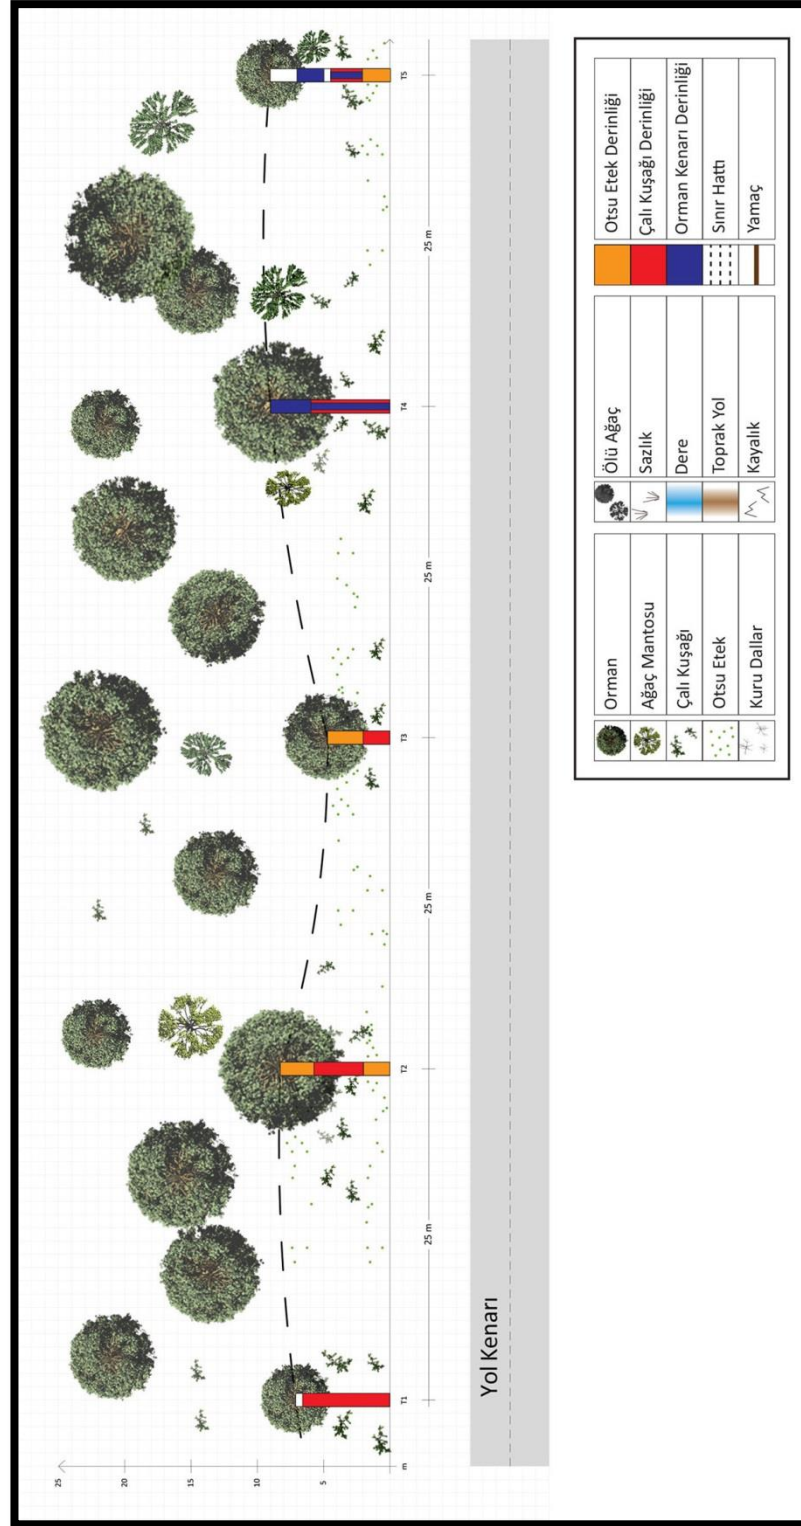 25
20
15
10
5
m
T1
25 m
T2
25 m
T3
25 m
T4
25 m
T5
Yol Kenarı
Orman
Ağaç Mantosu
Çalı Kuşağı
Otsu Etek
Kuru Dallar
Ölü Ağaç
Sazlık
Dere
Toprak Yol
Kayalık
Otsu Etek Derinliği
Çalı Kuşağı Derinliği
Orman Kenarı Derinliği
Sınır Hattı
Yamaç